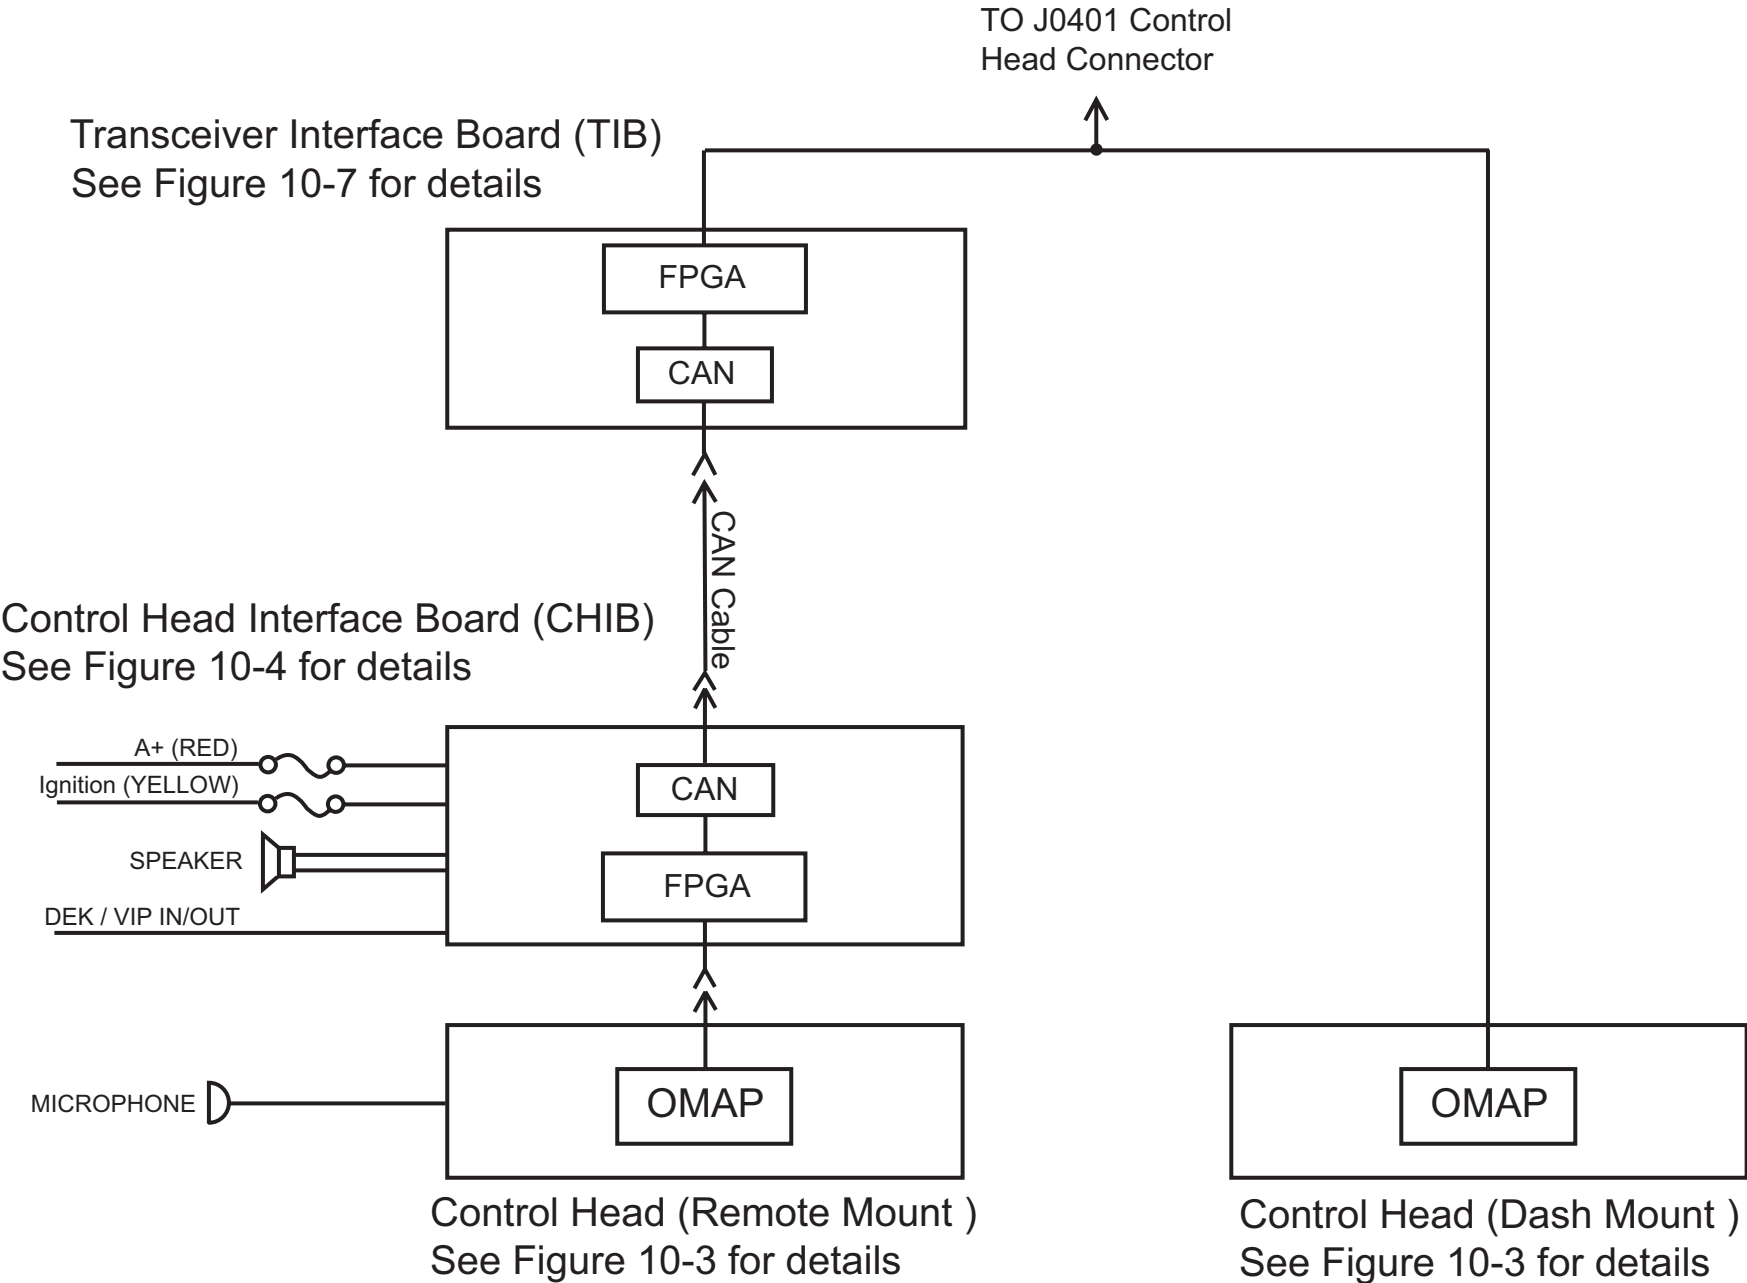 TO J0401 Control
Head Connector
Transceiver Interface Board (TIB)
See Figure 10-7 for details
FPGA
CAN
CAN Cable
Control Head Interface Board (CHIB)
See Figure 10-4 for details
A+ (RED)
Ignition (YELLOW)
SPEAKER
DEK / VIP IN/OUT
CAN
FPGA
MICROPHONE
OMAP
OMAP
Control Head (Remote Mount )
See Figure 10-3 for details
Control Head (Dash Mount )
See Figure 10-3 for details